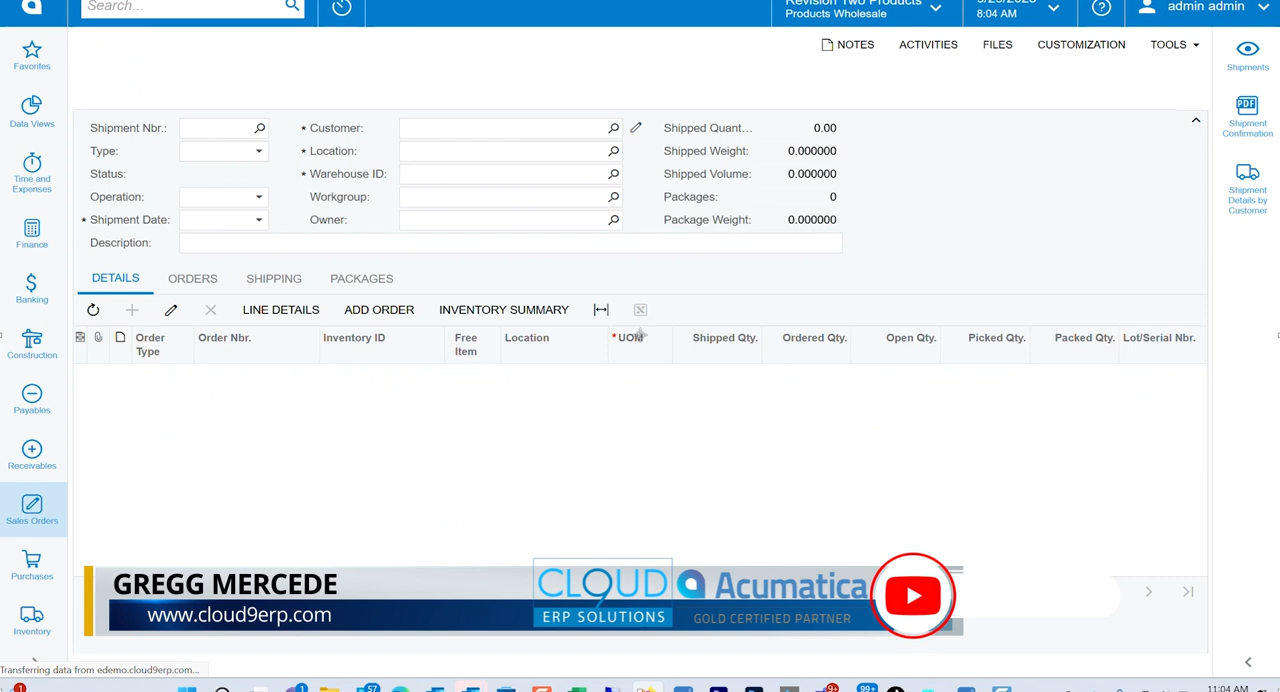 Search...
Revision Two Products
Products Wholesale
8:04 AM
admin admin
NOTES
ACTIVITIES
FILES
CUSTOMIZATION
TOOLS
Favorites
Data Views
Time and
Expenses
Finance
Banking
Construction
Payables
Receivables
Sales Orders
Purchases
Inventory
Shipment Nbr.:
Type:
Status:
Operation:
* Shipment Date:
Description:
* Customer:
* Location:
* Warehouse ID:
Workgroup:
Owner:
Shipped Quant... 0.00
Shipped Weight: 0.000000
Shipped Volume: 0.000000
Packages: 0
Package Weight: 0.000000
Shipments
PDF
Shipment
Confirmation
Shipment
Details by
Customer
DETAILS
ORDERS
SHIPPING
PACKAGES
LINE DETAILS
ADD ORDER
INVENTORY SUMMARY
Order
Type
Order Nbr.
Inventory ID
Free
Item
Location
* UOM
Shipped Qty.
Ordered Qty.
Open Qty.
Picked Qty.
Packed Qty.
Lot/Serial Nbr.
GREGG MERCEDE
www.cloud9erp.com
CLOUD
ERP SOLUTIONS
Acumatica
GOLD CERTIFIED PARTNER
Transferring data from edemo.cloud9erp.com...
1
1
57
9+
99+
11:04 AM